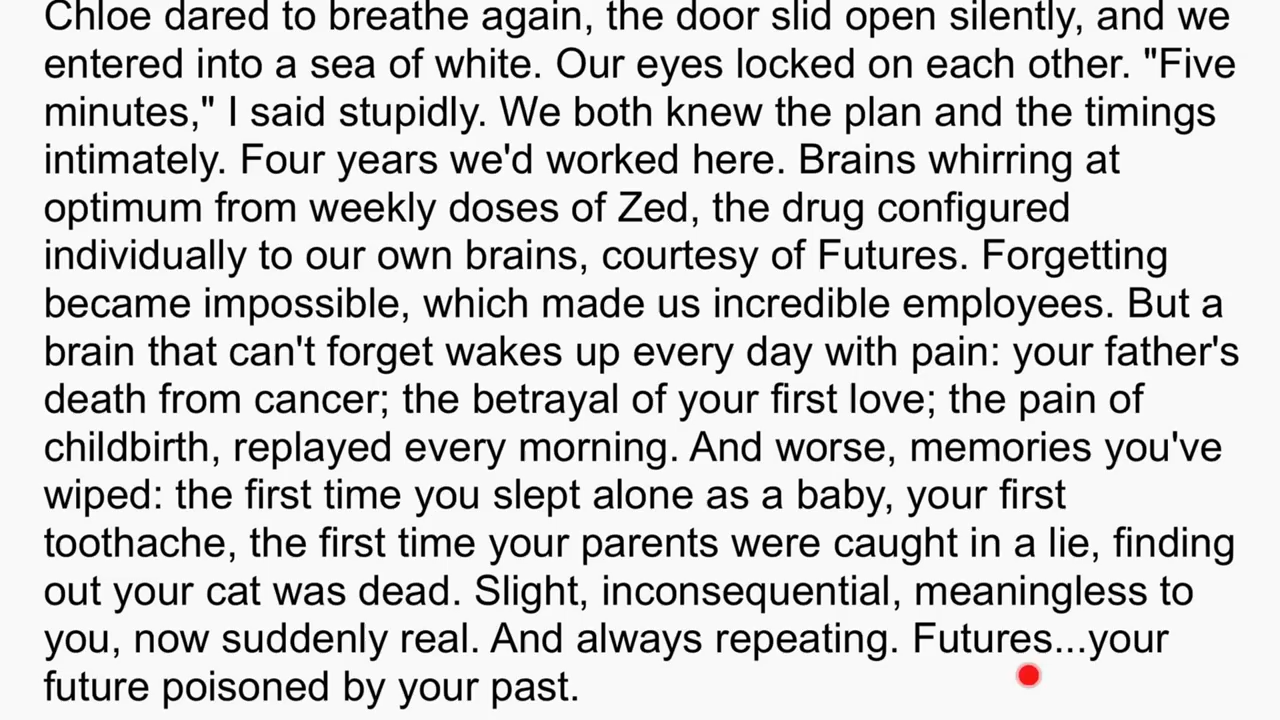 Chloe dared to breathe again, the door slid open silently, and we
entered into a sea of white. Our eyes locked on each other. "Five
minutes," I said stupidly. We both knew the plan and the timings
intimately. Four years we'd worked here. Brains whirring at
optimum from weekly doses of Zed, the drug configured
individually to our own brains, courtesy of Futures. Forgetting
became impossible, which made us incredible employees. But a
brain that can't forget wakes up every day with pain: your father's
death from cancer; the betrayal of your first love; the pain of
childbirth, replayed every morning. And worse, memories you've
wiped: the first time you slept alone as a baby, your first
toothache, the first time your parents were caught in a lie, finding
out your cat was dead. Slight, inconsequential, meaningless to
you, now suddenly real. And always repeating. Futures...your
future poisoned by your past.